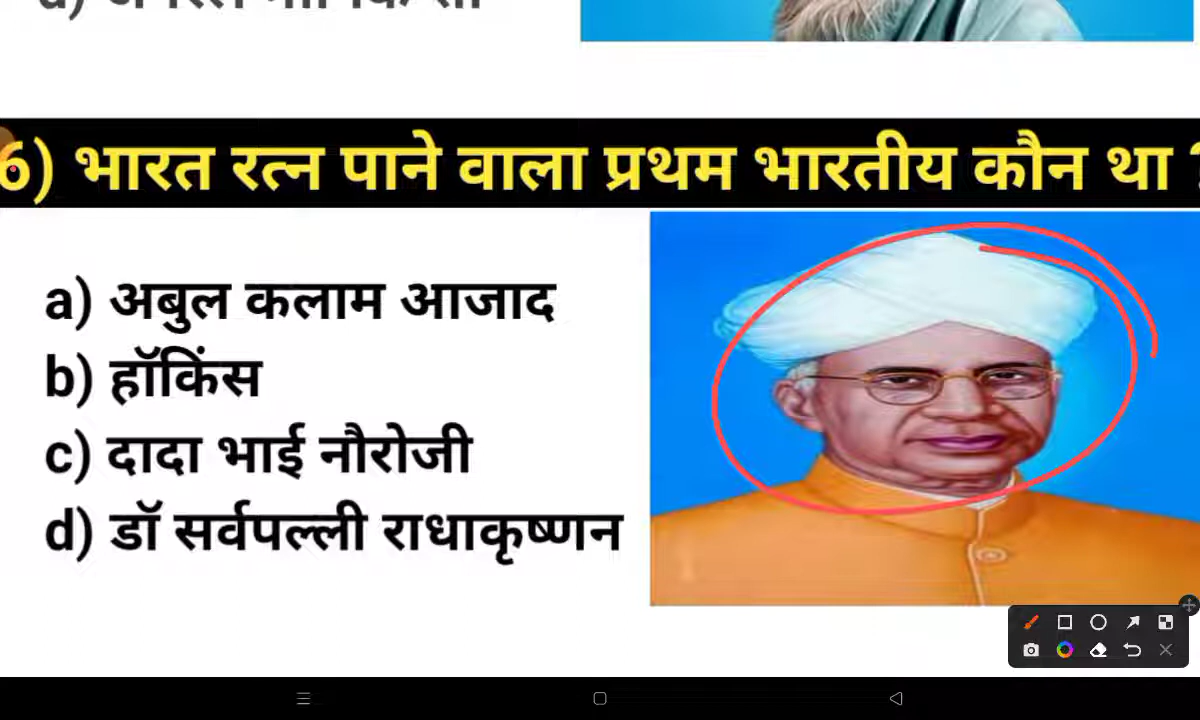 6) भारत रत्न पाने वाला प्रथम भारतीय कौन था ?
a) अबुल कलाम आजाद
b) हॉकिंस
c) दादा भाई नौरोजी
d) डॉ सर्वपल्ली राधाकृष्णन